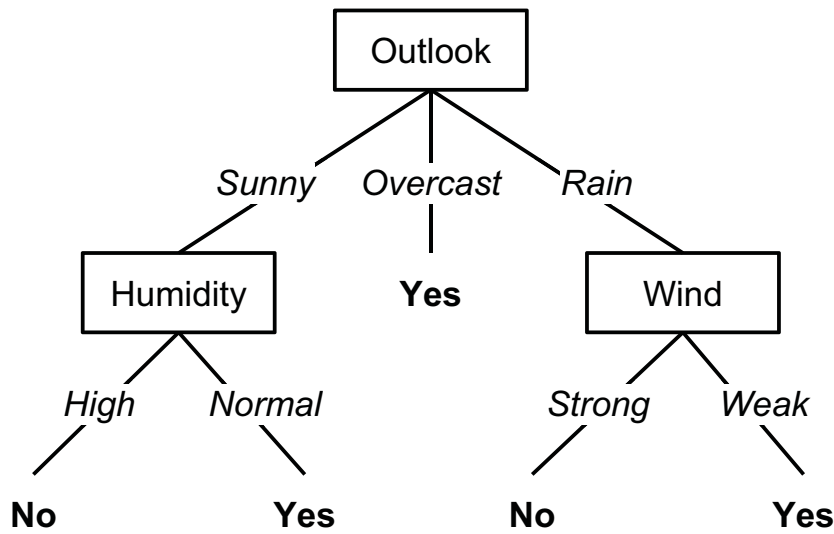 Outlook
Sunny Overcast Rain
Humidity Yes Wind
High Normal Strong Weak
No Yes No Yes